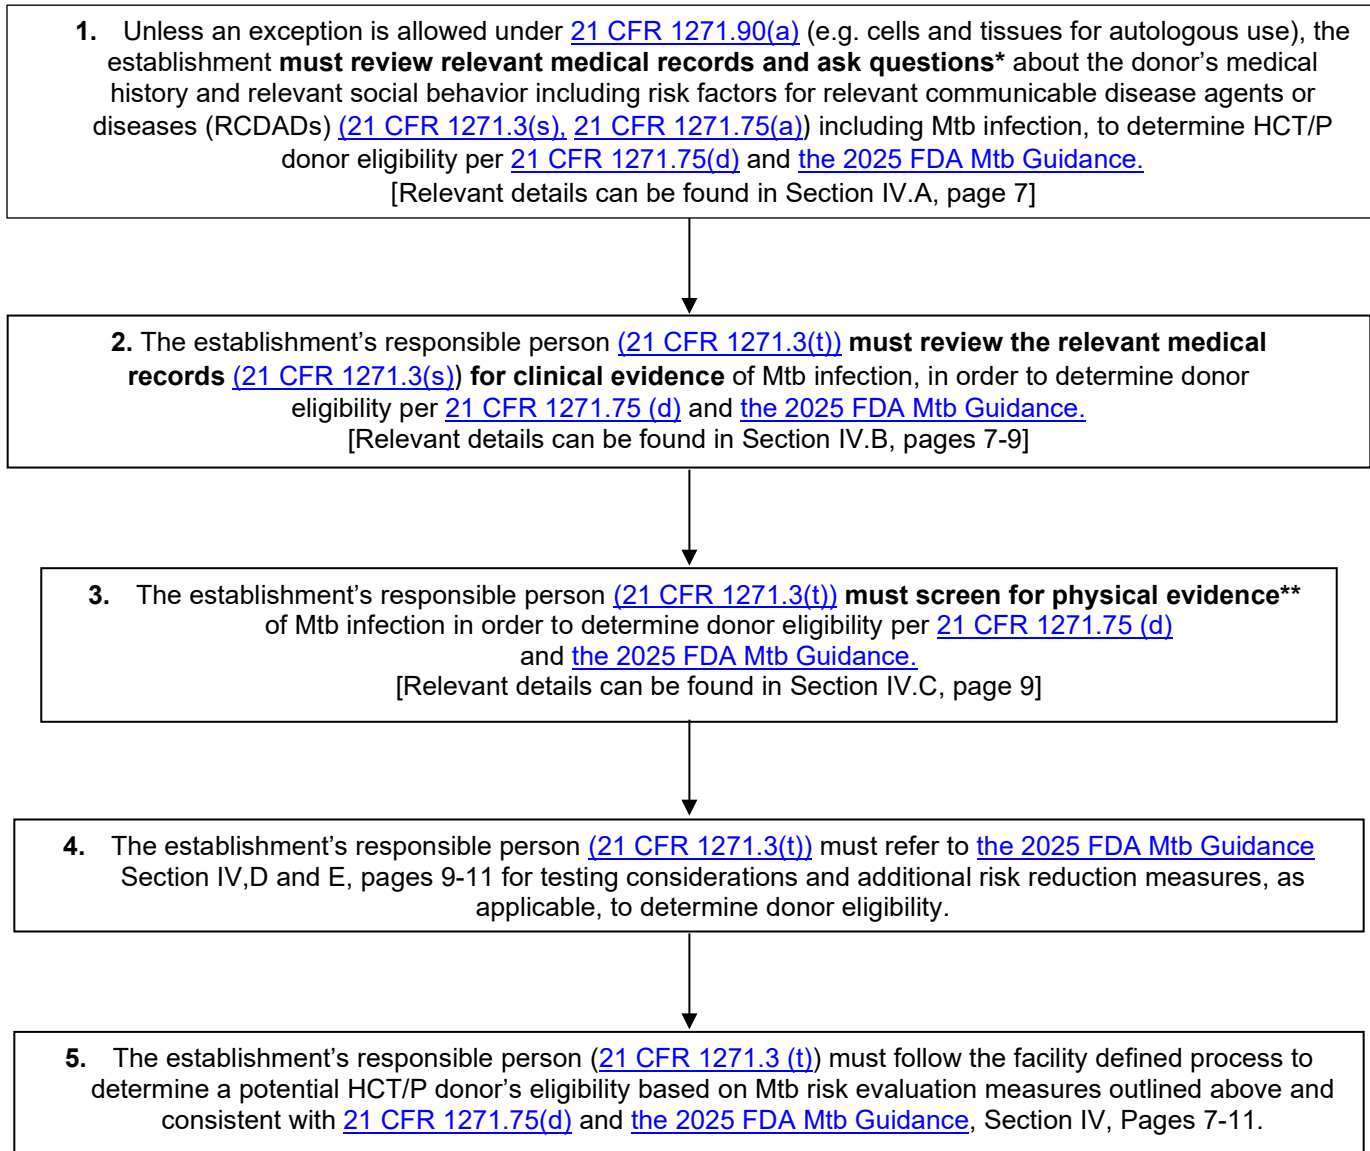 1. Unless an exception is allowed under 21 CFR 1271.90(a) (e.g. cells and tissues for autologous use), the
establishment must review relevant medical records and ask questions* about the donor's medical
history and relevant social behavior including risk factors for relevant communicable disease agents or
diseases (RCDADs) (21 CFR 1271.3(s), 21 CFR 1271.75(a)) including Mtb infection, to determine HCT/P
donor eligibility per 21 CFR 1271.75(d) and the 2025 FDA Mtb Guidance.
[Relevant details can be found in Section IV.A, page 7]
2. The establishment's responsible person (21 CFR 1271.3(t)) must review the relevant medical
records (21 CFR 1271.3(s)) for clinical evidence of Mtb infection, in order to determine donor
eligibility per 21 CFR 1271.75 (d) and the 2025 FDA Mtb Guidance.
[Relevant details can be found in Section IV.B, pages 7-9]
3. The establishment's responsible person (21 CFR 1271.3(t)) must screen for physical evidence**
of Mtb infection in order to determine donor eligibility per 21 CFR 1271.75 (d)
and the 2025 FDA Mtb Guidance.
[Relevant details can be found in Section IV.C, page 9]
4. The establishment's responsible person (21 CFR 1271.3(t)) must refer to the 2025 FDA Mtb Guidance
Section IV,D and E, pages 9-11 for testing considerations and additional risk reduction measures, as
applicable, to determine donor eligibility.
5. The establishment's responsible person (21 CFR 1271.3 (t)) must follow the facility defined process to
determine a potential HCT/P donor's eligibility based on Mtb risk evaluation measures outlined above and
consistent with 21 CFR 1271.75(d) and the 2025 FDA Mtb Guidance, Section IV, Pages 7-11.